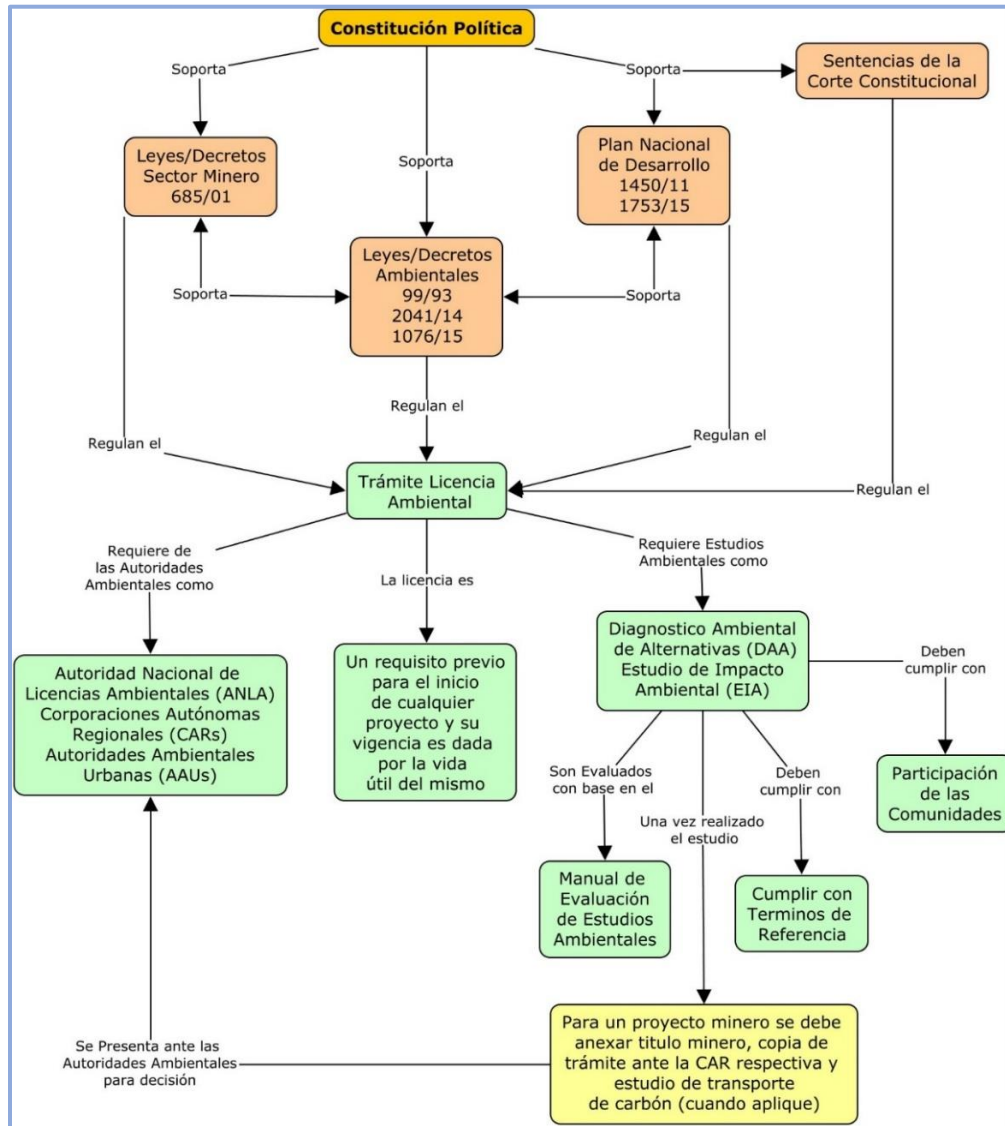 Constitución Política
Soporta
Soporta
Sentencias de la
Corte Constitucional
Leyes/Decretos
Sector Minero
685/01
Soporta
Plan Nacional
de Desarrollo
1450/11
1753/15
Leyes/Decretos
Ambientales
99/93
2041/14
1076/15
Soporta
Soporta
Regulan el
Regulan el
Regulan el
Regulan el
Trámite Licencia
Ambiental
Requiere de
las Autoridades
Ambientales como
La licencia es
Requiere Estudios
Ambientales como
Autoridad Nacional de
Licencias Ambientales (ANLA)
Corporaciones Autónomas
Regionales (CARs)
Autoridades Ambientales
Urbanas (AAUs)
Un requisito previo
para el inicio
de cualquier
proyecto y su
vigencia es dada
por la vida
útil del mismo
Diagnostico Ambiental
de Alternativas (DAA)
Estudio de Impacto
Ambiental (EIA)
Deben
cumplir con
Participación
de las
Comunidades
Son Evaluados
con base en el
Una vez realizado
el estudio
Deben
cumplir con
Manual de
Evaluación
de Estudios
Ambientales
Cumplir con
Terminos de
Referencia
Se Presenta ante las
Autoridades Ambientales
para decisión
Para un proyecto minero se debe
anexar titulo minero, copia de
trámite ante la CAR respectiva y
estudio de transporte
de carbón (cuando aplique)